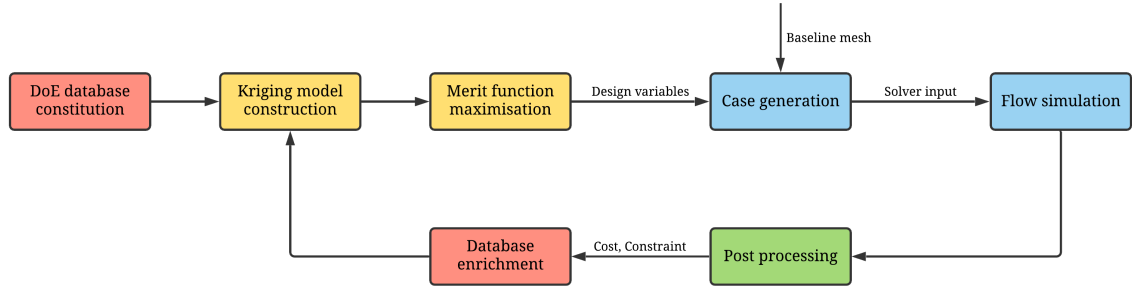 Baseline mesh
DoE database
constitution
Kriging model
construction
Merit function
maximisation
Design variables
Case generation
Solver input
Flow simulation
Database
enrichment
Cost, Constraint
Post processing